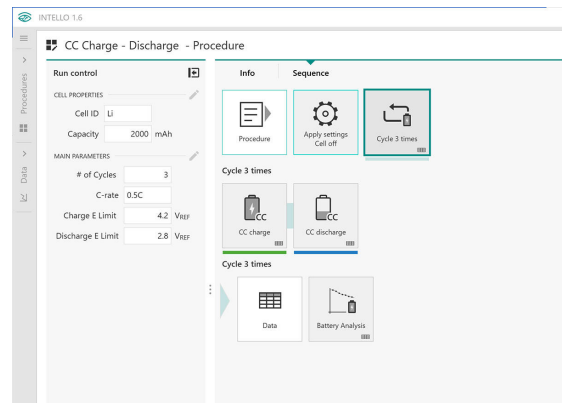 INTELLO 1.6
CC Charge - Discharge - Procedure
Procedures
Data
Run control
CELL PROPERTIES
Cell ID Li
Capacity 2000 mAh
MAIN PARAMETERS
# of Cycles 3
C-rate 0.5C
Charge E Limit 4.2 VREF
Discharge E Limit 2.8 VREF
Info Sequence
Procedure
Apply settings
Cell off
Cycle 3 times
Cycle 3 times
CC
CC charge
CC
CC discharge
Cycle 3 times
Data
Battery Analysis